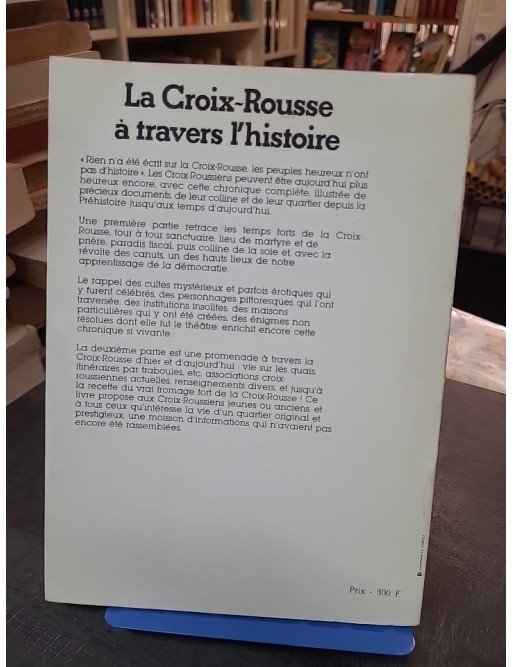 La Croix-Rousse
à travers l'histoire
« Rien n'a été écrit sur la Croix-Rousse, les peuples heureux n'ont
pas d'histoire ». Les Croix-Roussiens peuvent être aujourd'hui plus
heureux encore, avec cette chronique complète, illustrée de
précieux documents, de leur colline et de leur quartier depuis la
Préhistoire jusqu'aux temps d'aujourd'hui.
Une première partie retrace les temps forts de la Croix-
Rousse, tour à tour sanctuaire, lieu de martyre et de
prière, paradis fiscal, puis colline de la soie et, avec la
révolte des canuts, un des hauts lieux de notre
apprentissage de la démocratie.
Le rappel des cultes mystérieux et parfois érotiques qui
y furent célébrés, des personnages pittoresques qui l'ont
traversée, des institutions insolites, des maisons
particulières qui y ont été créées, des énigmes non
résolues dont elle fut le théâtre, enrichit encore cette
chronique si vivante.
La deuxième partie est une promenade à travers la
Croix-Rousse d'hier et d'aujourd'hui : vie sur les quais,
itinéraires par traboules, etc, associations croix-
roussiennes actuelles, renseignements divers, et jusqu'à
la recette du vrai fromage fort de la Croix-Rousse ! Ce
livre propose aux Croix-Roussiens jeunes ou anciens, et
à tous ceux qu'intéresse la vie d'un quartier original et
prestigieux, une moisson d'informations qui n'avaient pas
encore été rassemblées.
Prix - 300 F